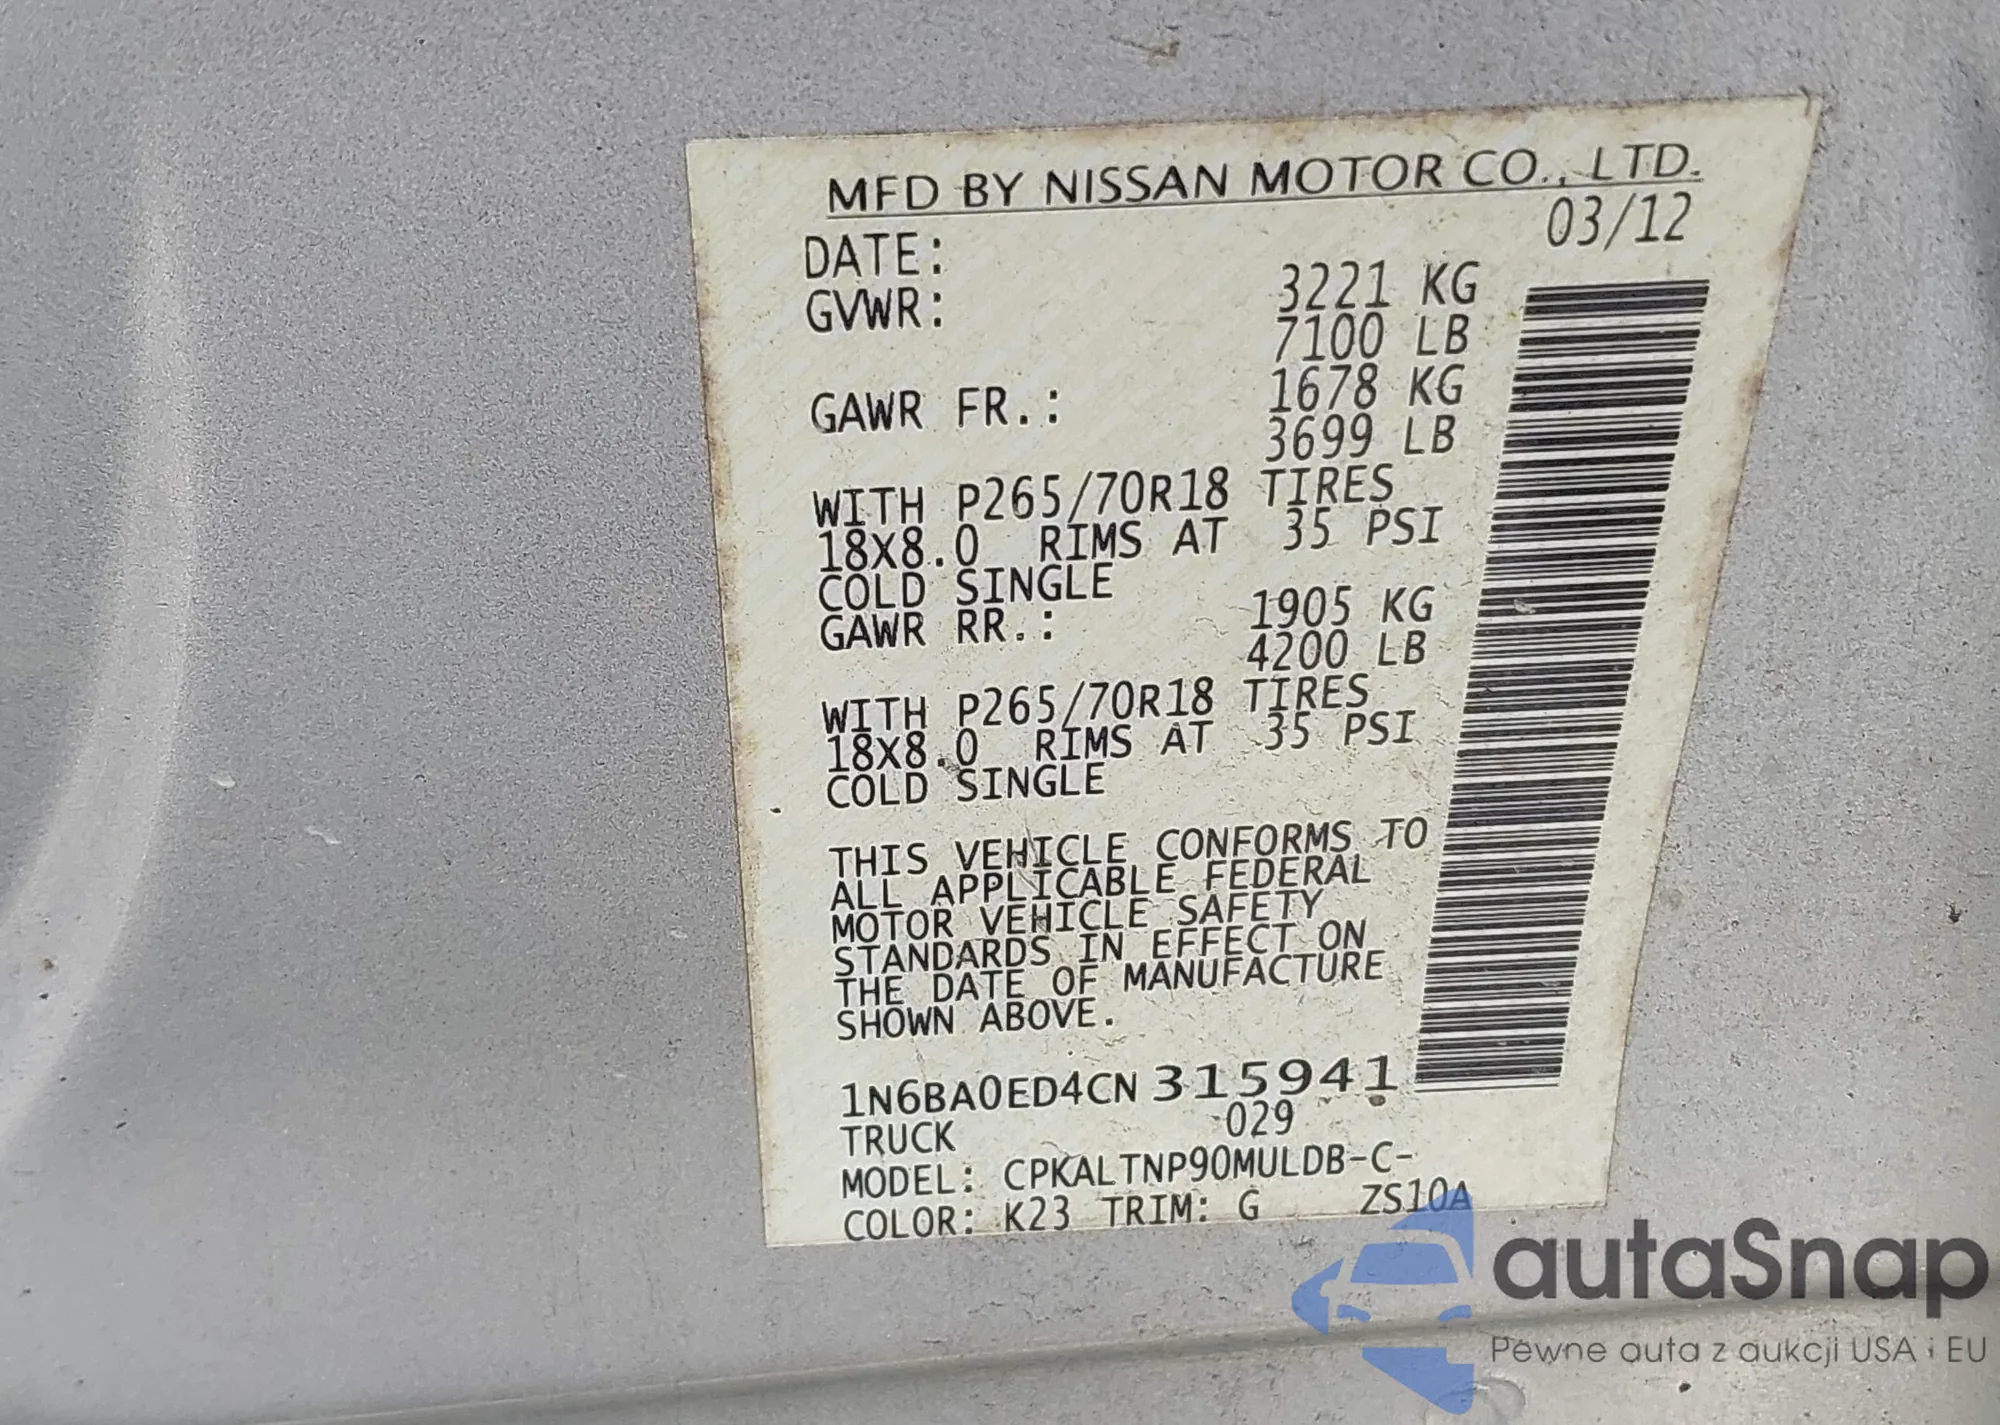 MFD BY NISSAN MOTOR CO., LTD.
DATE: 03/12
GVWR: 3221 KG
7100 LB
GAWR FR.: 1678 KG
3699 LB
WITH P265/70R18 TIRES
18X8.0 RIMS AT 35 PSI
COLD SINGLE
GAWR RR.: 1905 KG
4200 LB
WITH P265/70R18 TIRES
18X8.0 RIMS AT 35 PSI
COLD SINGLE
THIS VEHICLE CONFORMS TO
ALL APPLICABLE FEDERAL
MOTOR VEHICLE SAFETY
STANDARDS IN EFFECT ON
THE DATE OF MANUFACTURE
SHOWN ABOVE.
1N6BA0ED4CN315941
TRUCK 029
MODEL: CPKALTNP90MULDB-C-
COLOR: K23 TRIM: G ZS10A
autaSnap
Pewne auta z aukcji USA i EU